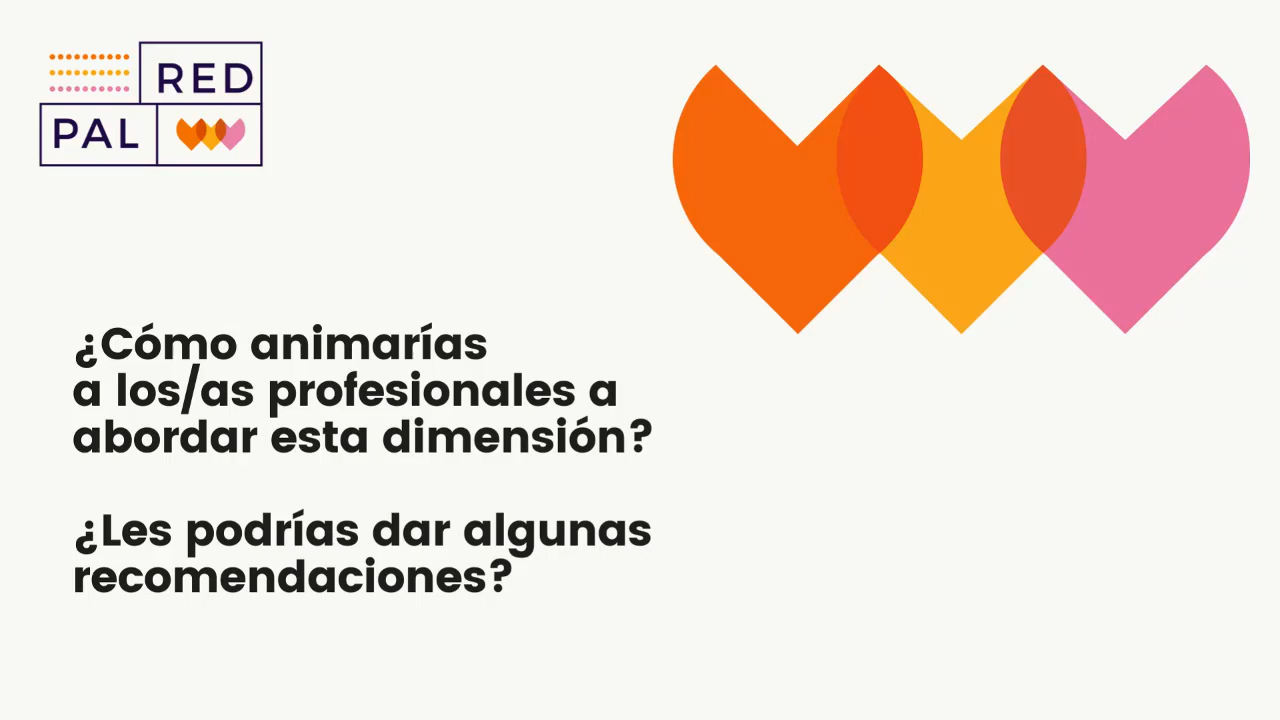 RED
PAL
¿Cómo animarías
a los/as profesionales a
abordar esta dimensión?
¿Les podrías dar algunas
recomendaciones?